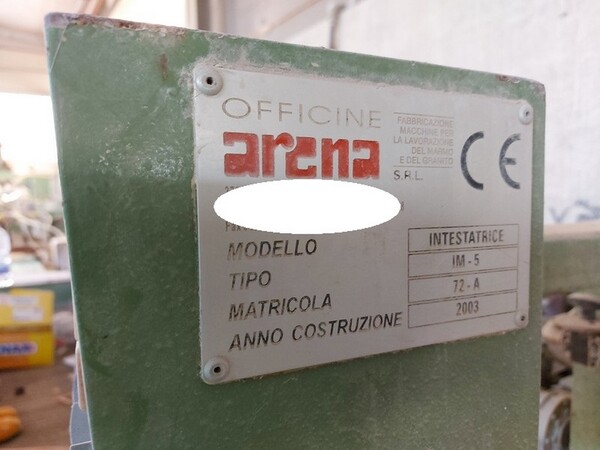 OFFICINE
arena
S.R.L.
FABBRICAZIONE
MACCHINE PER
LA LAVORAZIONE
DEL MARMO
E DEL GRANITO
CE
MODELLO INTESTATRICE
TIPO IM - 5
MATRICOLA 72 - A
ANNO COSTRUZIONE 2003